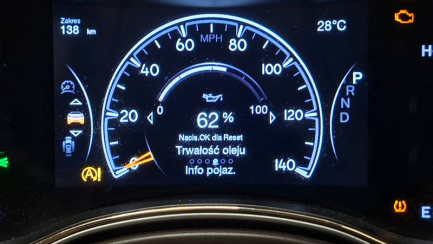 Zakres
138 km
28°C
MPH
0 20 40 60 80 100 120 140
0 100
62 %
Nacis.OK dla Reset
Trwałość oleju
Info pojaz.
P
R
N
D
H
E